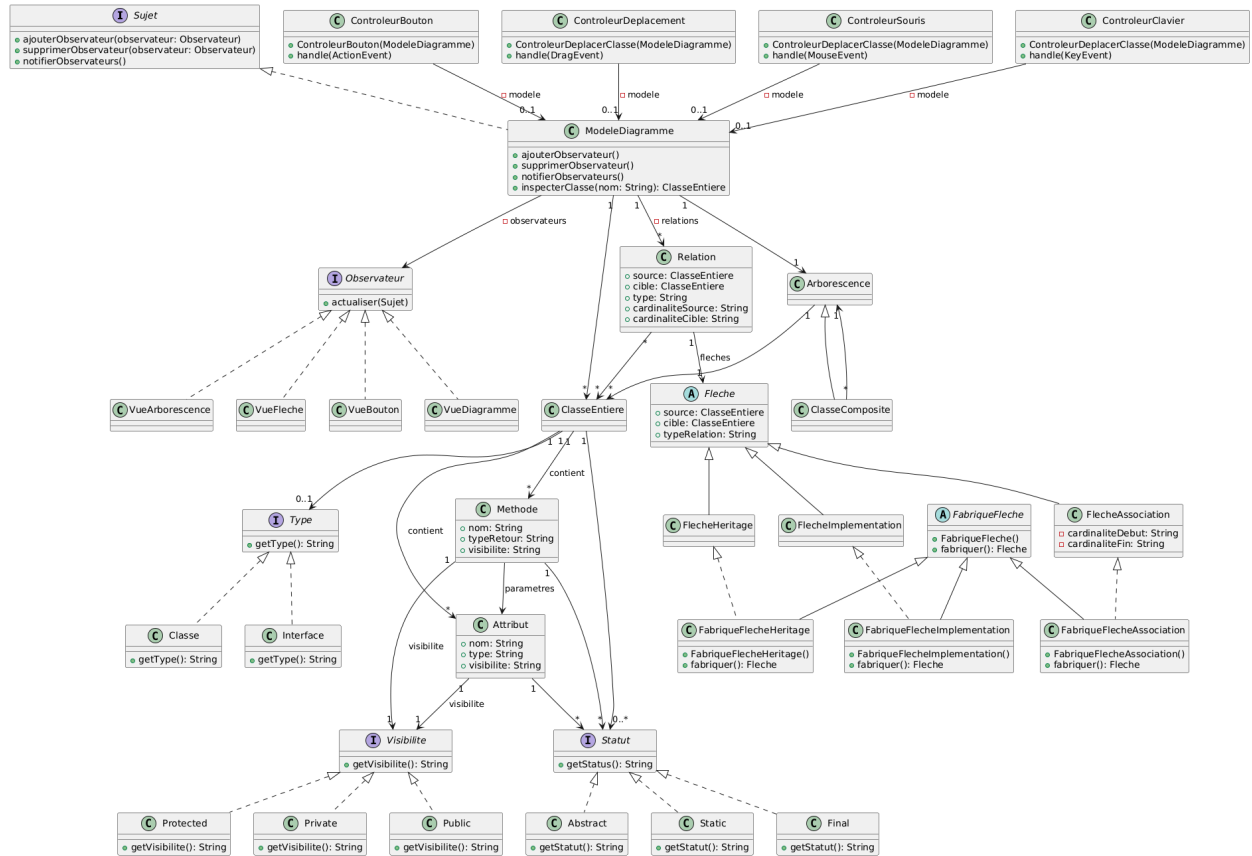 I Sujet
ajouterObservateur(observateur: Observateur)
supprimerObservateur(observateur: Observateur)
notifierObservateurs()
C ControleurBouton
ControleurBouton(ModeleDiagramme)
handle(ActionEvent)
C ControleurDeplacement
ControleurDeplacerClasse(ModeleDiagramme)
handle(DragEvent)
C ControleurSouris
ControleurDeplacerClasse(ModeleDiagramme)
handle(MouseEvent)
C ControleurClavier
ControleurDeplacerClasse(ModeleDiagramme)
handle(KeyEvent)
modele
modele
modele
modele
0..1
0..1
0..1
0..1
C ModeleDiagramme
ajouterObservateur()
supprimerObservateur()
notifierObservateurs()
inspecterClasse(nom: String): ClasseEntiere
1
1
1
observateurs
relations
*
1
I Observateur
actualiser(Sujet)
C Relation
source: ClasseEntiere
cible: ClasseEntiere
type: String
cardinaliteSource: String
cardinaliteCible: String
C Arborescence
1
1
*
1
fleches
1
*
*
*
*
C VueArborescence
C VueFleche
C VueBouton
C VueDiagramme
C ClasseEntiere
A Fleche
source: ClasseEntiere
cible: ClasseEntiere
typeRelation: String
C ClasseComposite
1
1
1
1
contient
0..1
*
I Type
getType(): String
contient
C Methode
nom: String
typeRetour: String
visibilite: String
C FlecheHeritage
C FlecheImplementation
A FabriqueFleche
FabriqueFleche()
fabriquer(): Fleche
C FlecheAssociation
cardinaliteDebut: String
cardinaliteFin: String
1
1
parametres
*
C Classe
getType(): String
C Interface
getType(): String
visibilite
C Attribut
nom: String
type: String
visibilite: String
C FabriqueFlecheHeritage
FabriqueFlecheHeritage()
fabriquer(): Fleche
C FabriqueFlecheImplementation
FabriqueFlecheImplementation()
fabriquer(): Fleche
C FabriqueFlecheAssociation
FabriqueFlecheAssociation()
fabriquer(): Fleche
1
1
visibilite
1
1
*
*
0..*
I Visibilite
getVisibilite(): String
I Statut
getStatus(): String
C Protected
getVisibilite(): String
C Private
getVisibilite(): String
C Public
getVisibilite(): String
C Abstract
getStatut(): String
C Static
getStatut(): String
C Final
getStatut(): String